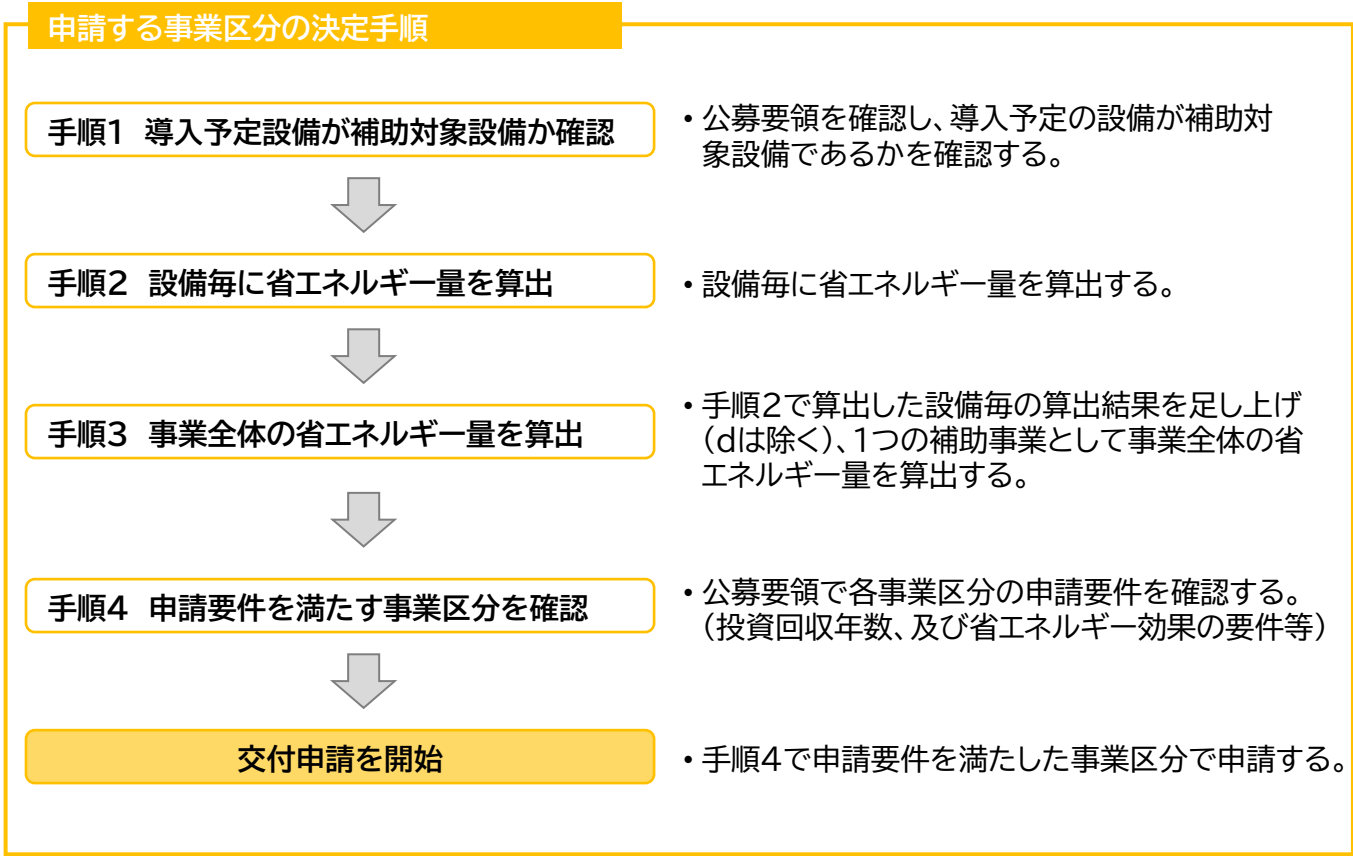 申請する事業区分の決定手順
手順1 導入予定設備が補助対象設備か確認
・公募要領を確認し、導入予定の設備が補助対
象設備であるかを確認する。
手順2 設備毎に省エネルギー量を算出
・設備毎に省エネルギー量を算出する。
手順3 事業全体の省エネルギー量を算出
・手順2で算出した設備毎の算出結果を足し上げ
(dは除く)、1つの補助事業として事業全体の省
エネルギー量を算出する。
手順4 申請要件を満たす事業区分を確認
・公募要領で各事業区分の申請要件を確認する。
(投資回収年数、及び省エネルギー効果の要件等)
交付申請を開始
・手順4で申請要件を満たした事業区分で申請する。